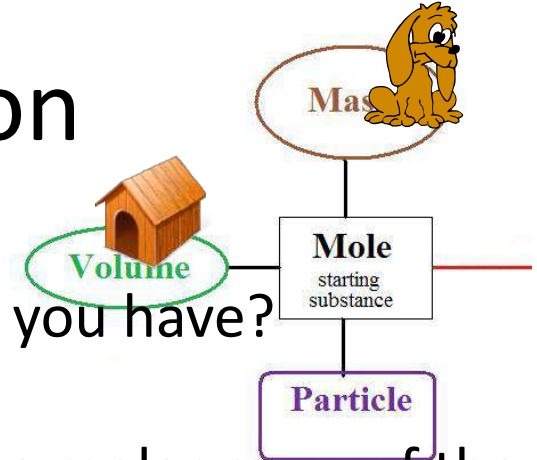 on
Mas
Volume
Mole
starting
substance
you have?
Particle